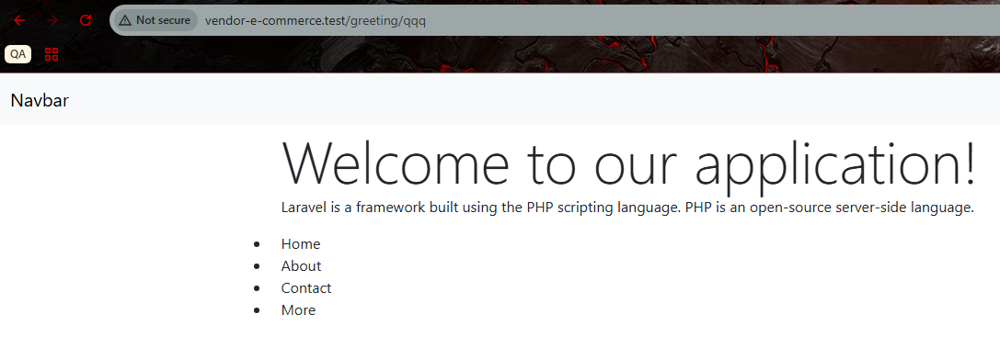 Not secure vendor-e-commerce.test/greeting/qqq
QA
Navbar
Welcome to our application!
Laravel is a framework built using the PHP scripting language. PHP is an open-source server-side language.
Home
About
Contact
More